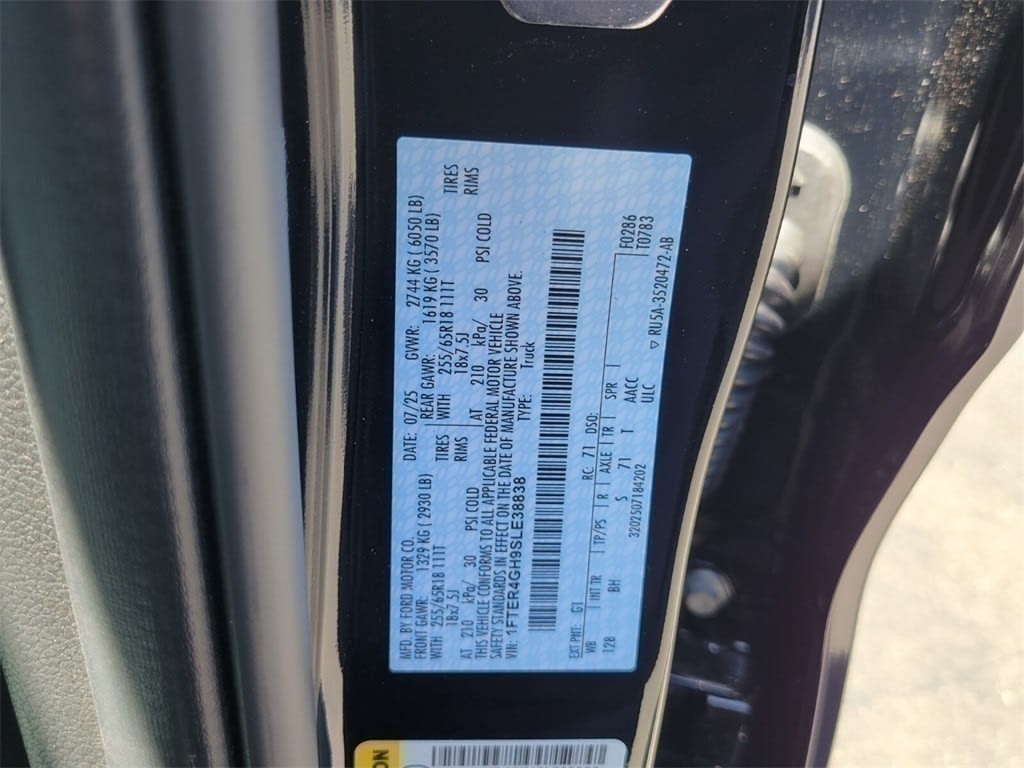 MFD. BY FORD MOTOR CO. DATE: 07/25 GVWR: 2744 KG ( 6050 LB)
FRONT GAWR: 1329 KG ( 2930 LB) REAR GAWR: 1619 KG ( 3570 LB)
WITH 255/65R18 111T TIRES WITH 255/65R18 111T TIRES
18x7.5J RIMS 18x7.5J RIMS
AT 210 kPa/ 30 PSI COLD AT 210 kPa/ 30 PSI COLD
THIS VEHICLE CONFORMS TO ALL APPLICABLE FEDERAL MOTOR VEHICLE
SAFETY STANDARDS IN EFFECT ON THE DATE OF MANUFACTURE SHOWN ABOVE.
VIN: 1FTER4GH9SLE38838 TYPE: Truck
EXT PNT: G1 RC: 71 DSO: F0286
WB INT TR TP/PS R AXLE TR SPR T0783
128 BH S 71 T AACC
3202507184202 ULC
▽ RU5A-3520472-AB
ON